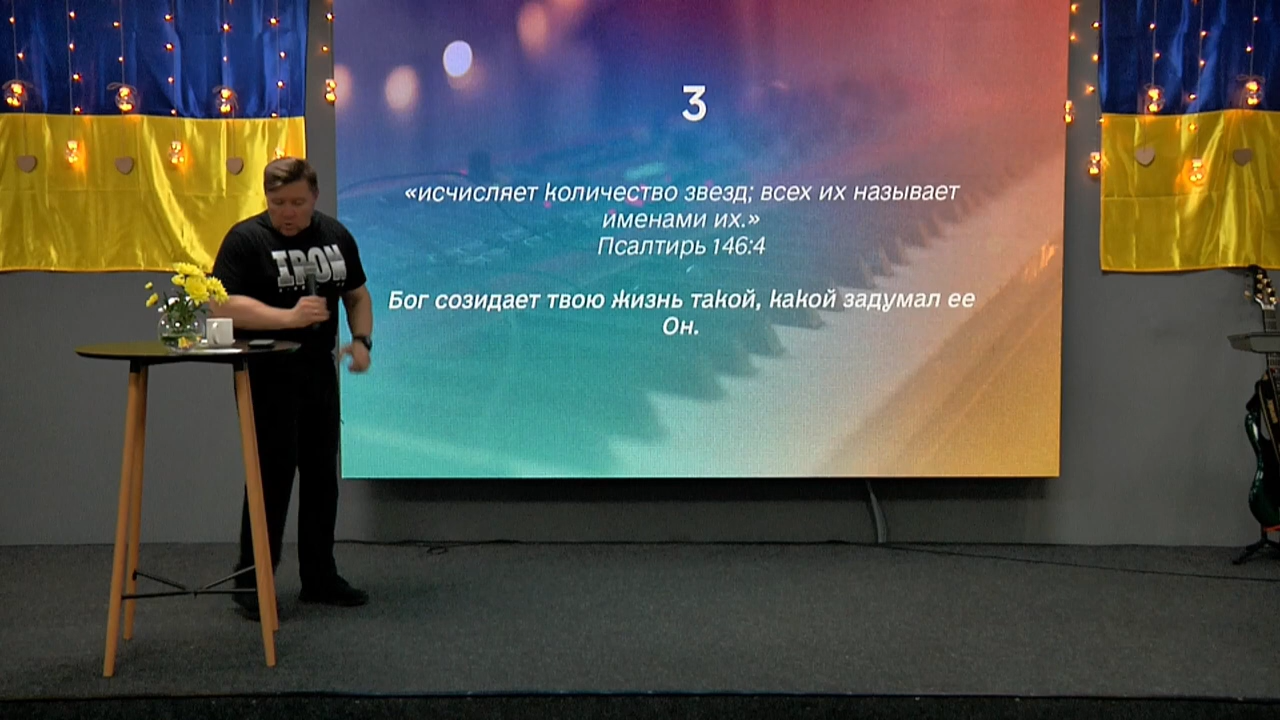 3
«исчисляет количество звезд; всех их называет
именами их.»
Псалтирь 146:4
Бог созидает твою жизнь такой, какой задумал ее
Он.
IRON